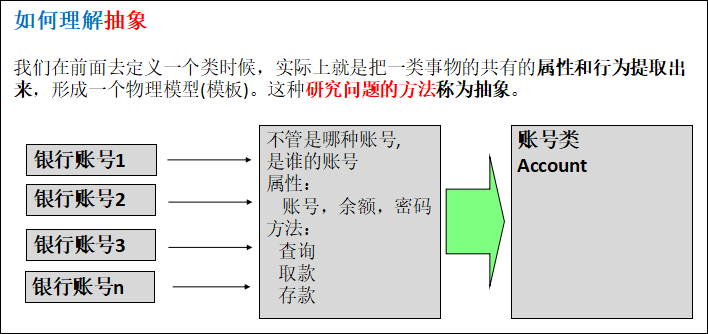 如何理解抽象
我们在前面去定义一个类时候，实际上就是把一类事物的共有的属性和行为提取出
来，形成一个物理模型(模板)。这种研究问题的方法称为抽象。
银行账号1
银行账号2
银行账号3
银行账号n
不管是哪种账号,
是谁的账号
属性：
账号，余额，密码
方法：
查询
取款
存款
账号类
Account